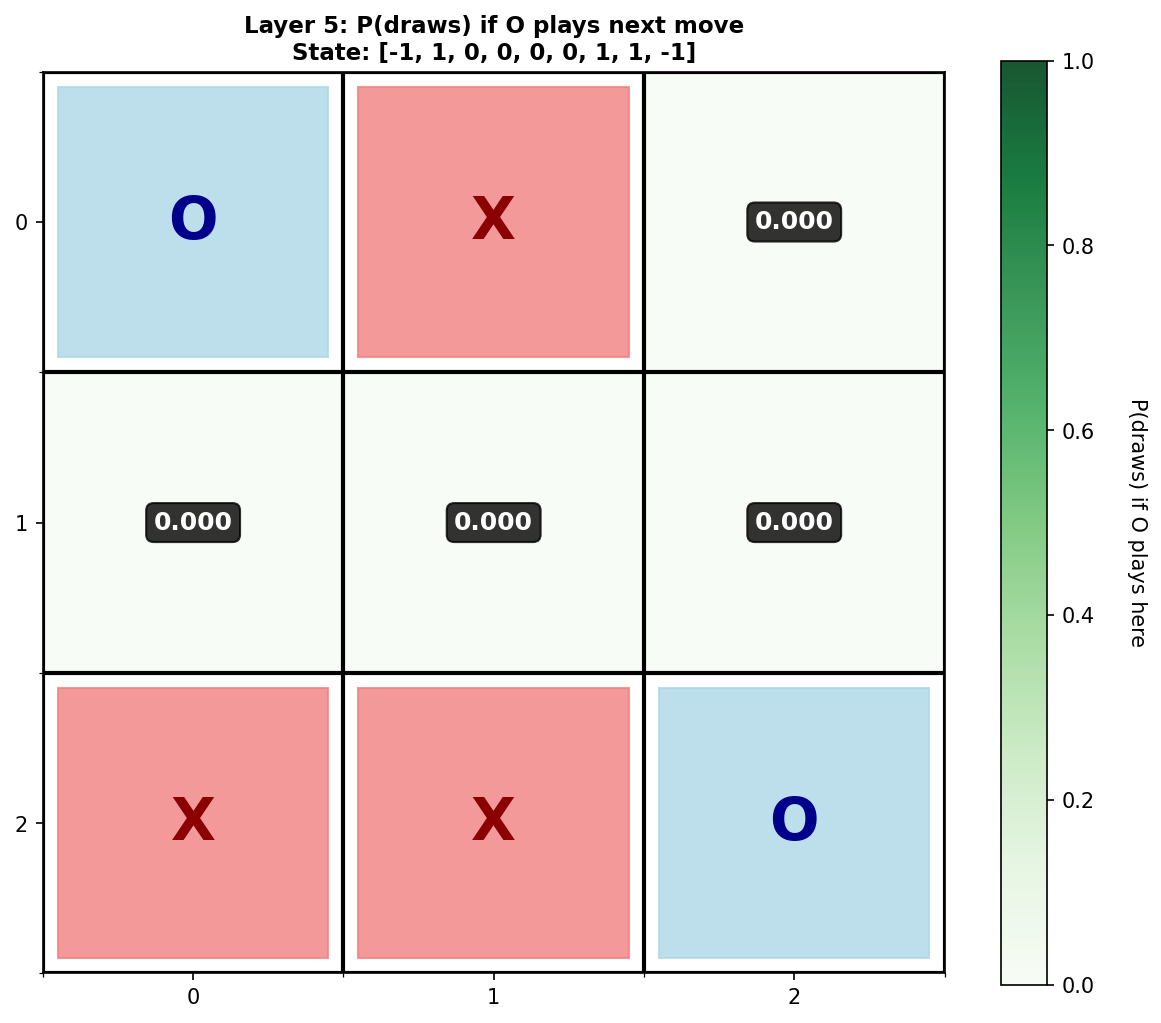 Layer 5: P(draws) if O plays next move
State: [-1, 1, 0, 0, 0, 0, 1, 1, -1]
1.0
0
O
X
0.000
0.8
0.6
1
0.000
0.000
0.000
P(draws) if O plays here
0.4
0.2
2
X
X
O
0.0
0
1
2